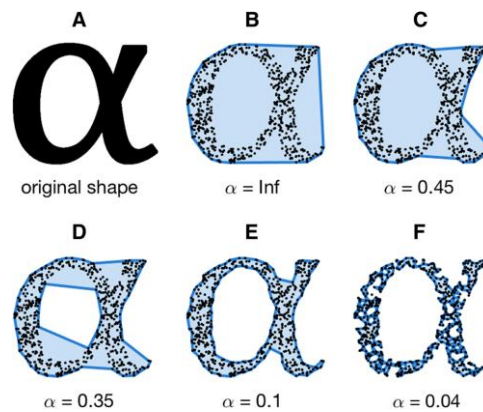 A
B
C
α
original shape
α = Inf
α = 0.45
D
E
F
α = 0.35
α = 0.1
α = 0.04